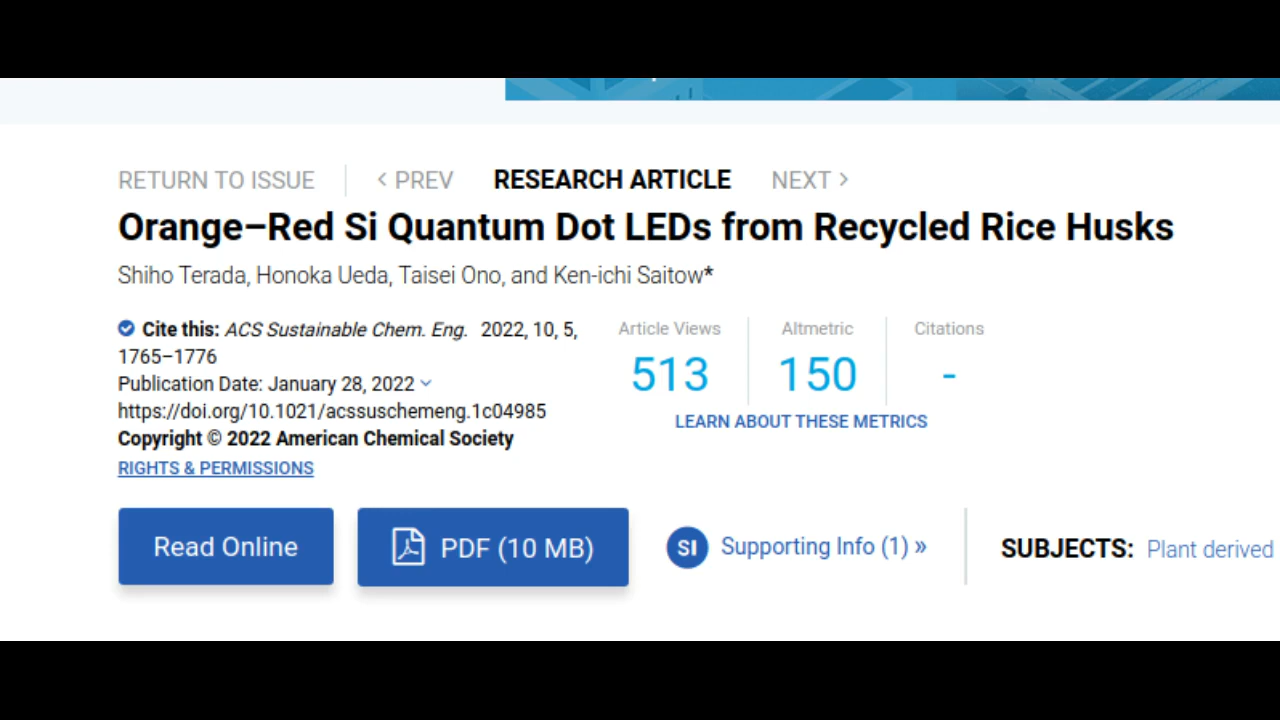 RETURN TO ISSUE < PREV RESEARCH ARTICLE NEXT >
Orange–Red Si Quantum Dot LEDs from Recycled Rice Husks
Shiho Terada, Honoka Ueda, Taisei Ono, and Ken-ichi Saitow*
Cite this: ACS Sustainable Chem. Eng. 2022, 10, 5,
1765–1776
Publication Date: January 28, 2022
https://doi.org/10.1021/acssuschemeng.1c04985
Copyright © 2022 American Chemical Society
RIGHTS & PERMISSIONS
Article Views Altmetric Citations
513 150 -
LEARN ABOUT THESE METRICS
Read Online PDF (10 MB) SI Supporting Info (1) » SUBJECTS: Plant derived